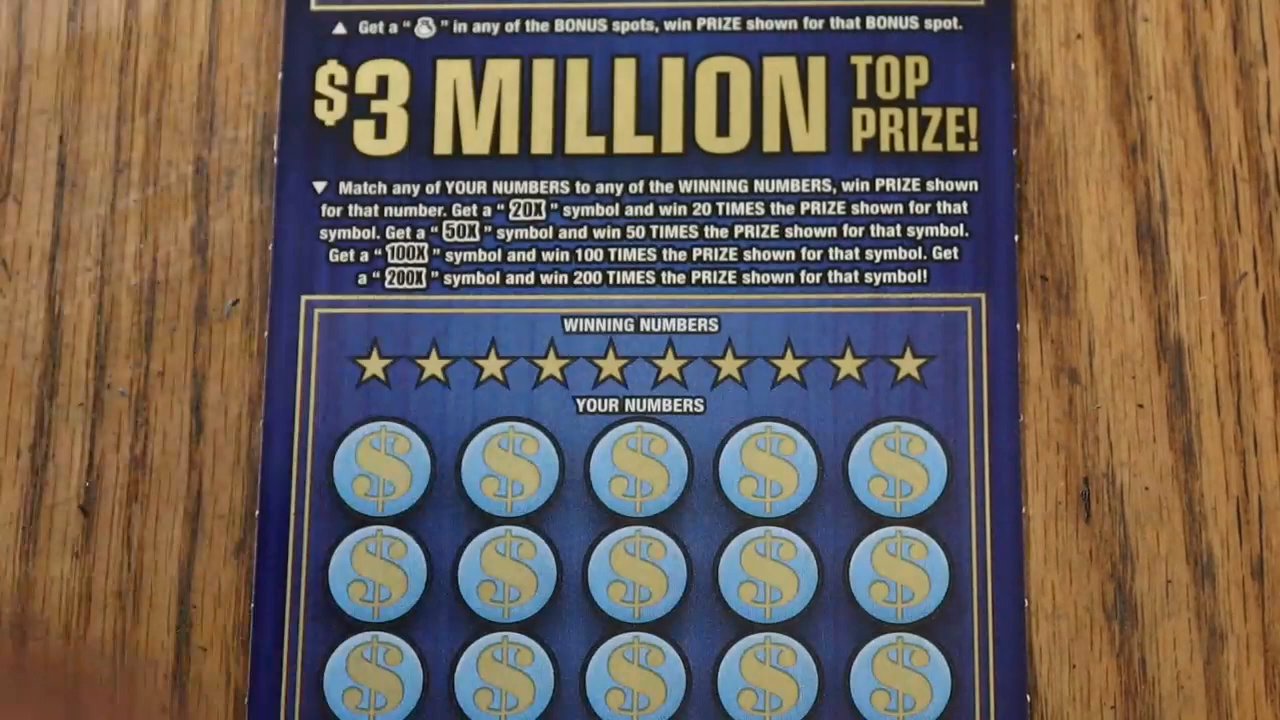 ▲ Get a " " in any of the BONUS spots, win PRIZE shown for that BONUS spot.
$3 MILLION TOP PRIZE!
▼ Match any of YOUR NUMBERS to any of the WINNING NUMBERS, win PRIZE shown
for that number. Get a "20X" symbol and win 20 TIMES the PRIZE shown for that
symbol. Get a "50X" symbol and win 50 TIMES the PRIZE shown for that symbol.
Get a "100X" symbol and win 100 TIMES the PRIZE shown for that symbol. Get
a "200X" symbol and win 200 TIMES the PRIZE shown for that symbol!
WINNING NUMBERS
YOUR NUMBERS
$ $ $ $ $
$ $ $ $ $
$ $ $ $ $